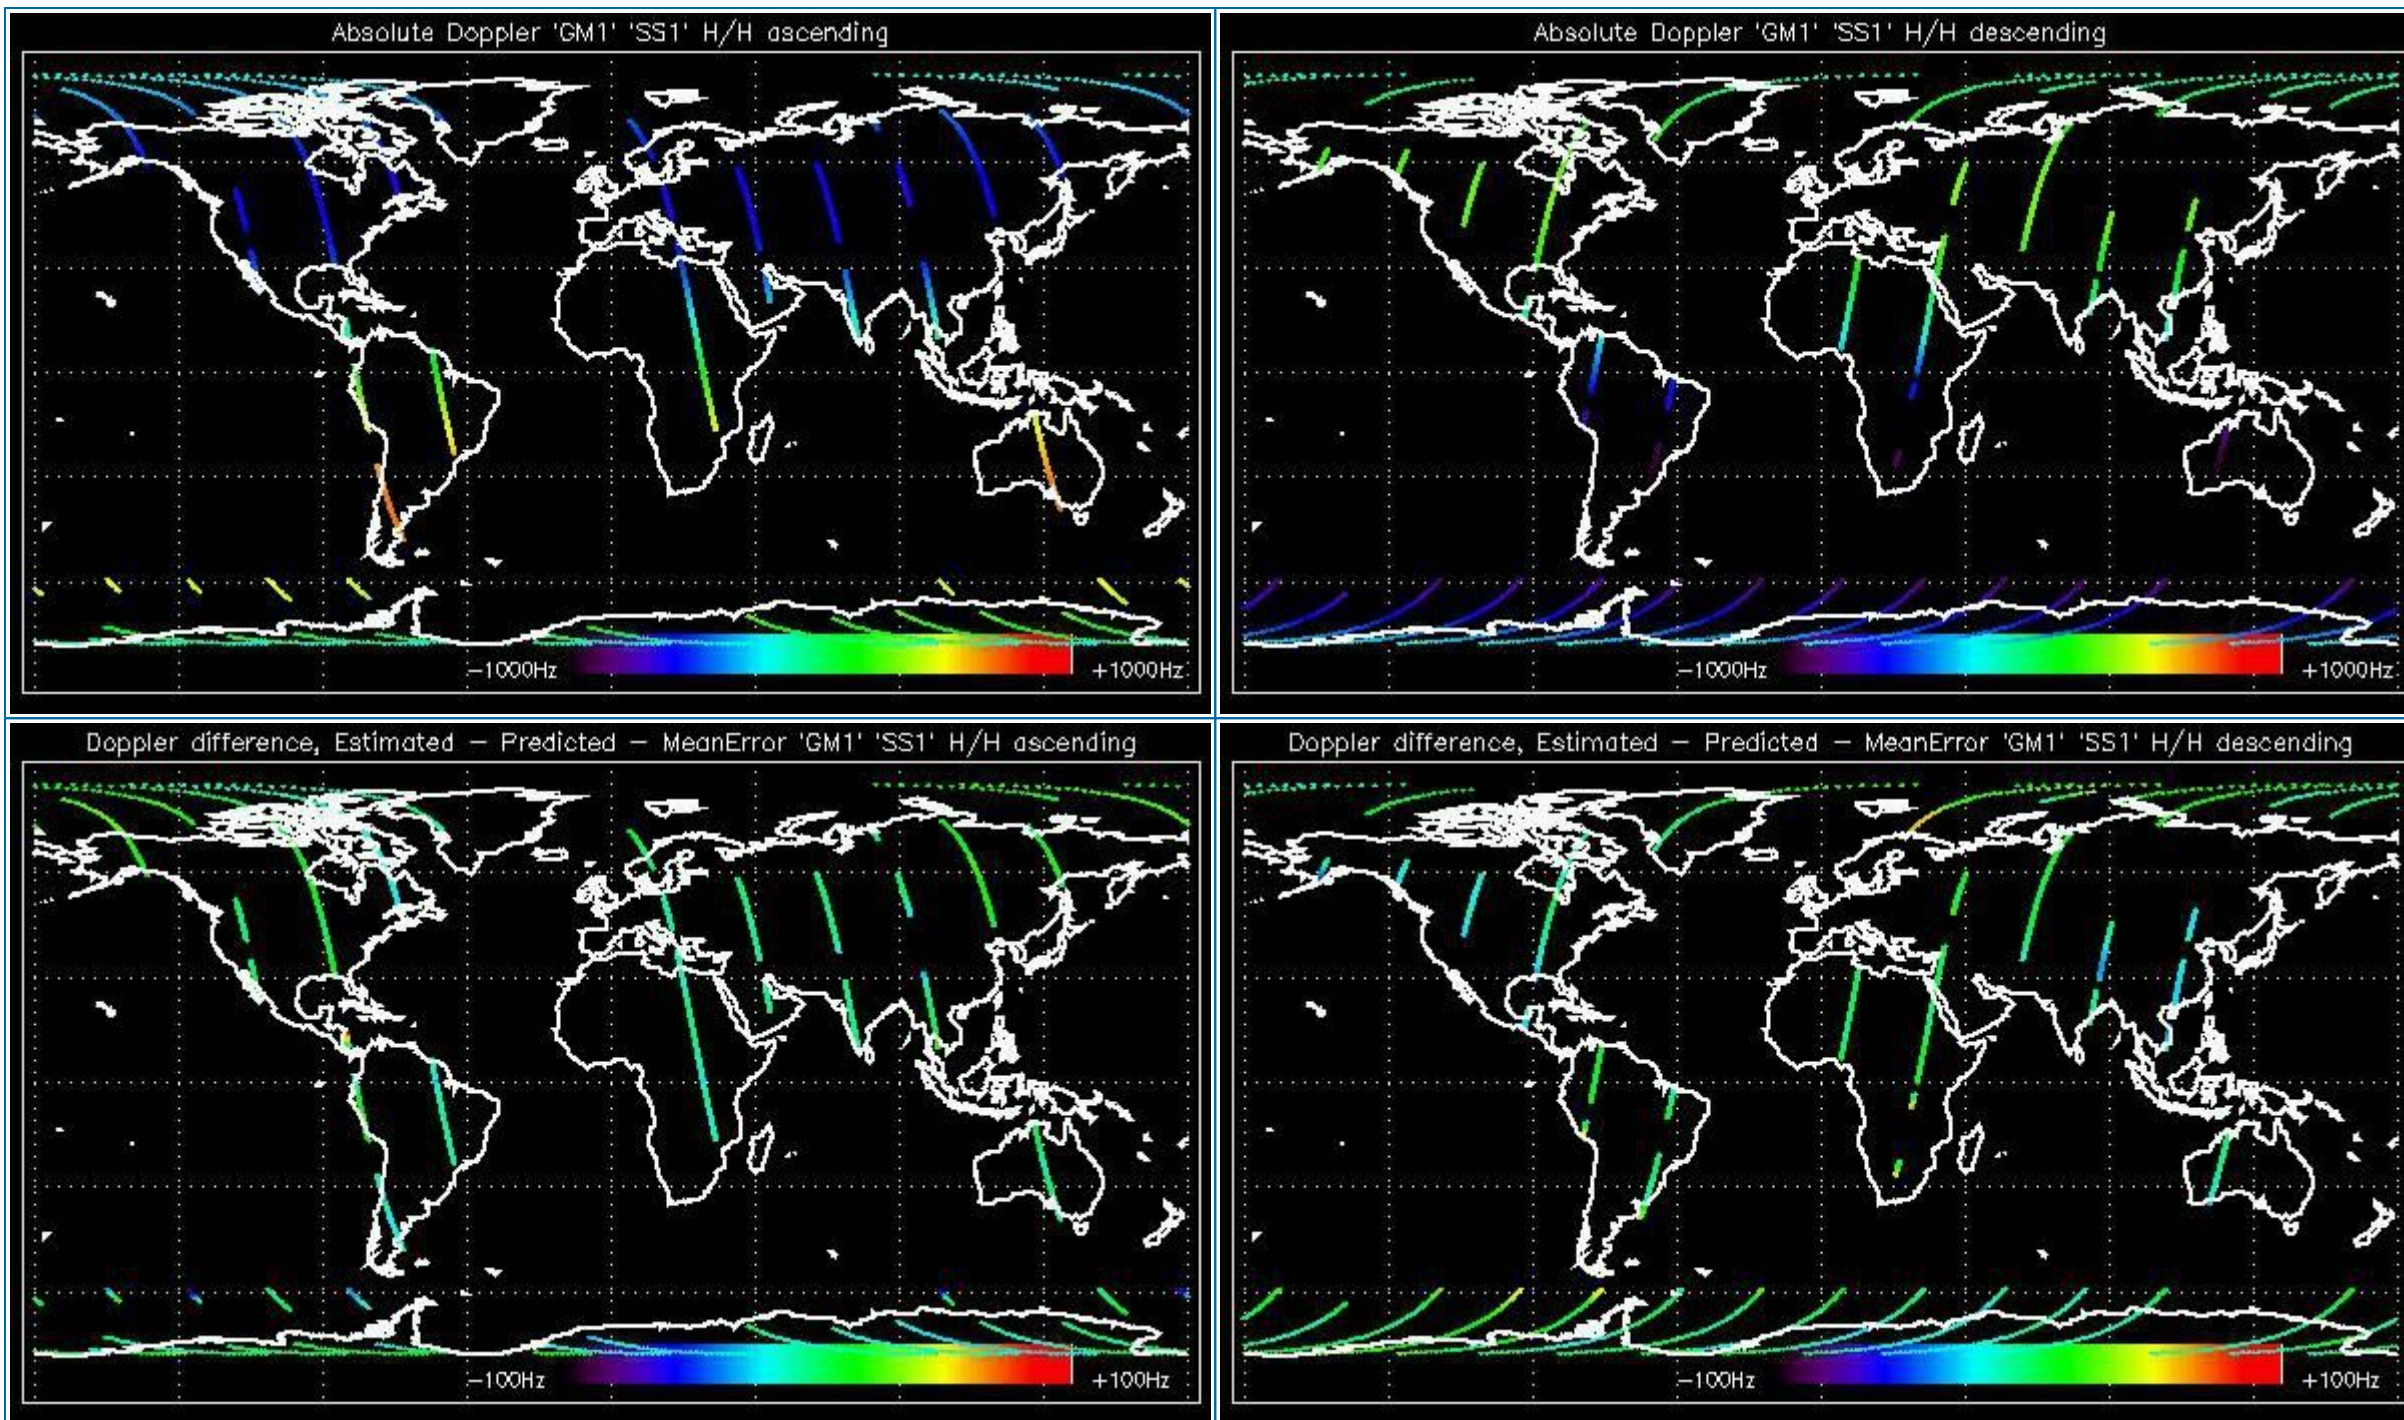 Absolute Doppler 'GM1' 'SS1' H/H ascending
-1000Hz
+1000Hz
Absolute Doppler 'GM1' 'SS1' H/H descending
-1000Hz
+1000Hz
Doppler difference, Estimated - Predicted - MeanError 'GM1' 'SS1' H/H ascending
-100Hz
+100Hz
Doppler difference, Estimated - Predicted - MeanError 'GM1' 'SS1' H/H descending
-100Hz
+100Hz